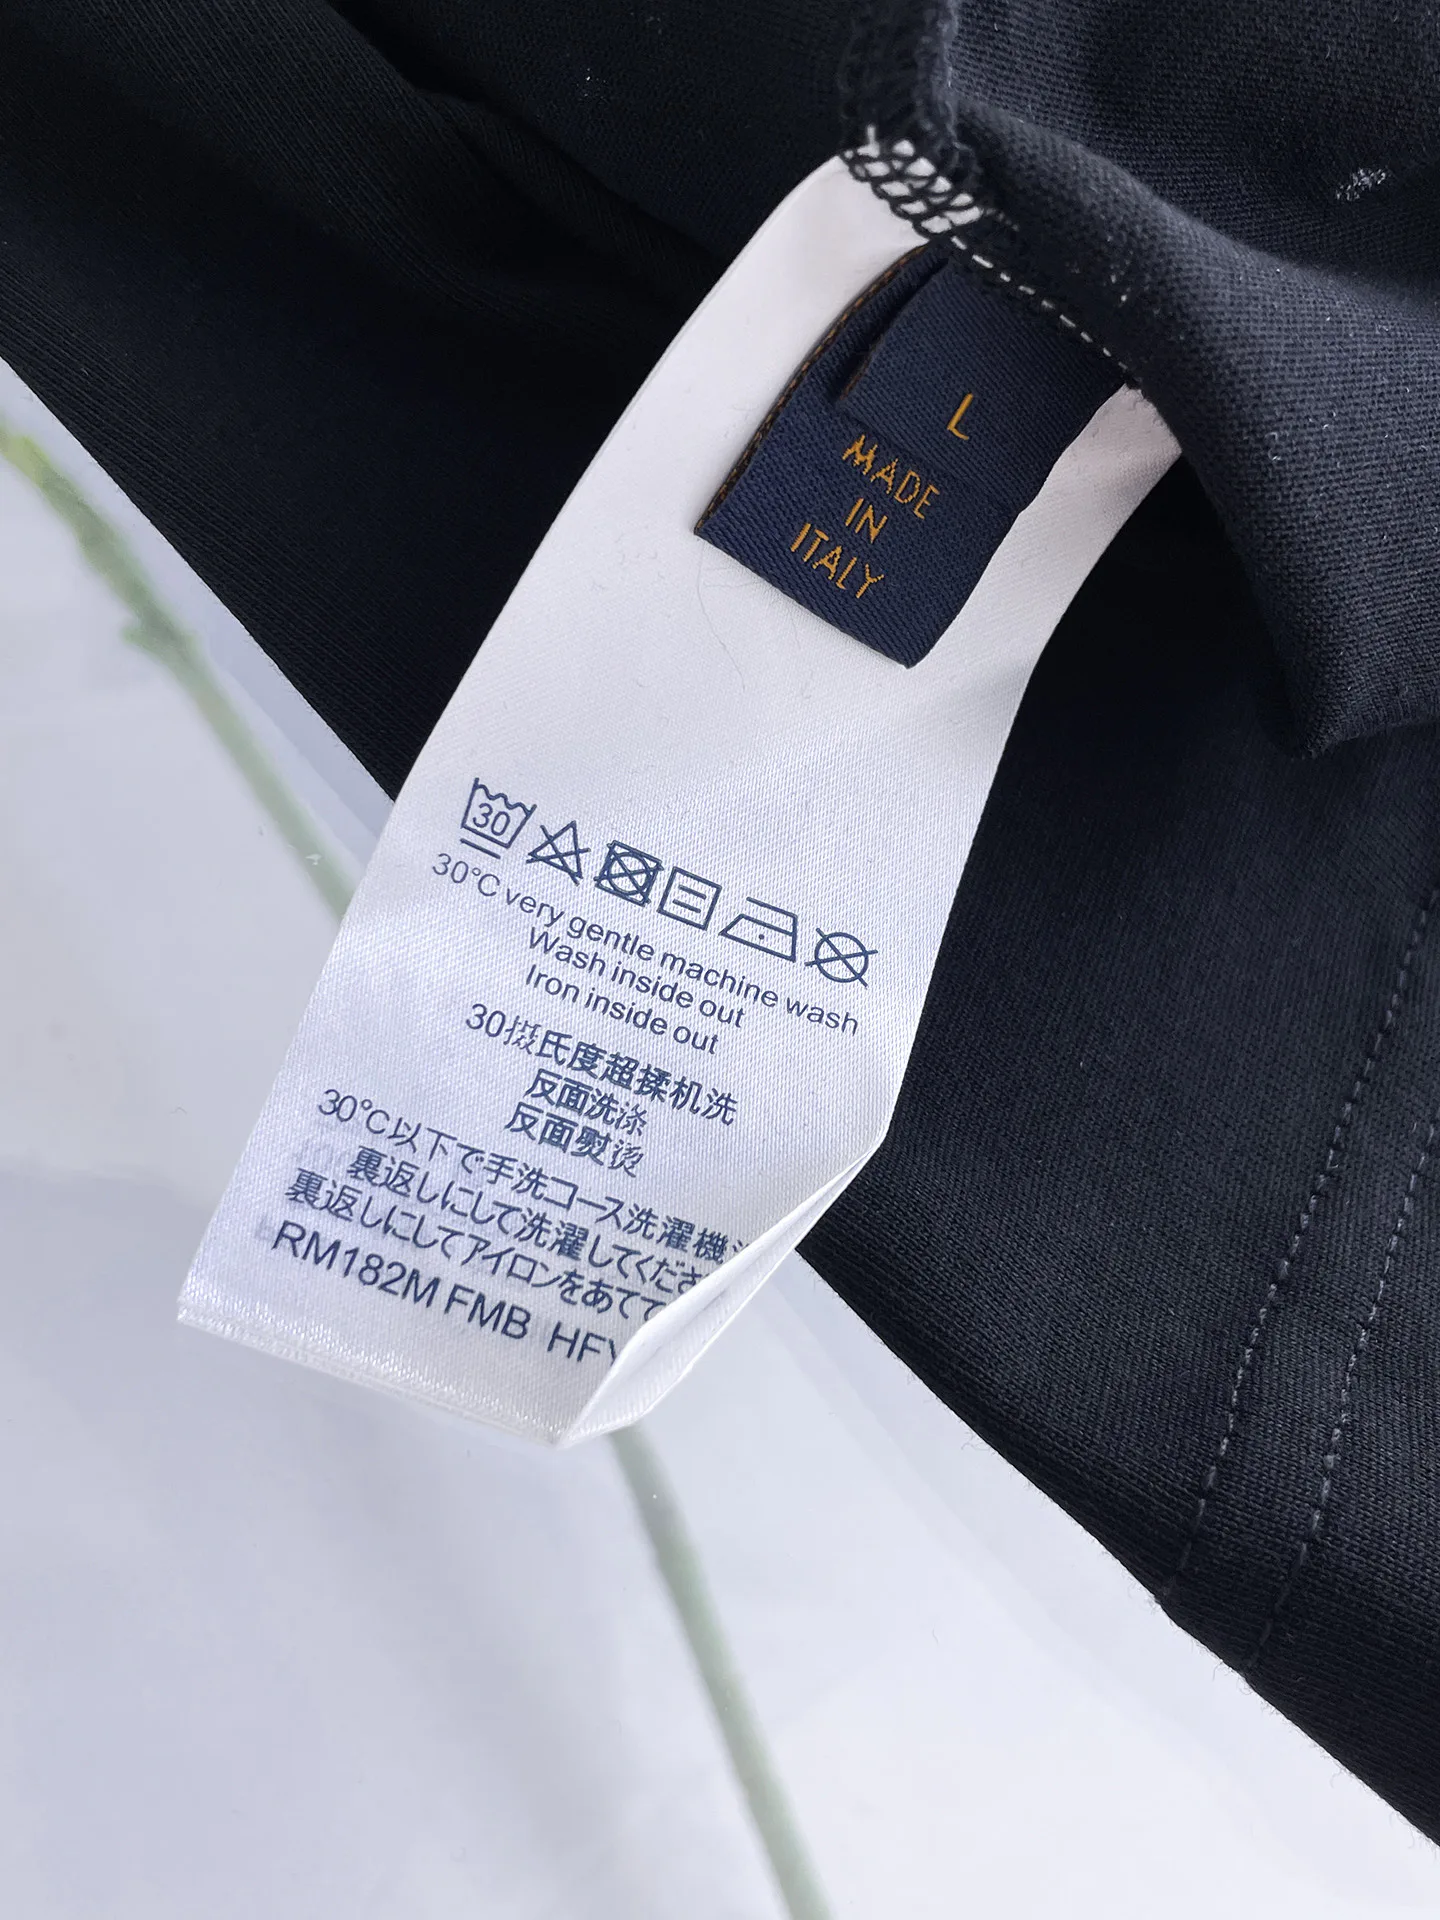 L
MADE
IN
ITALY
30
30°C very gentle machine wash
Wash inside out
Iron inside out
30摄氏度超揉机洗
反面洗涤
反面熨烫
30°C以下で手洗コース洗濯機
裏返しにして洗濯してくださ
裏返しにしてアイロンをあてて
RM182M FMB HFY